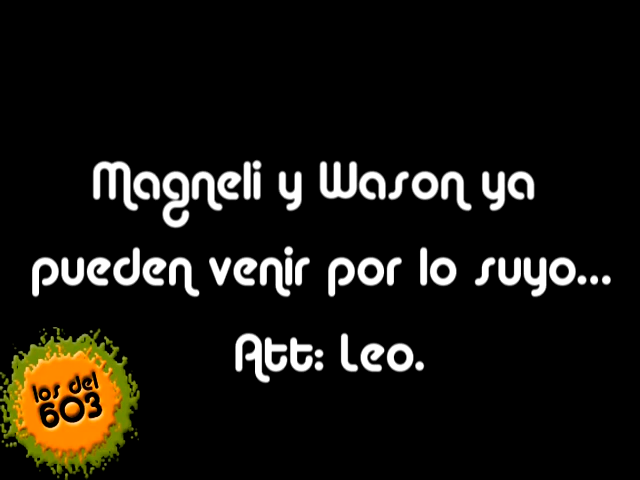 Magneli y Wason ya
pueden venir por lo suyo...
Att: Leo.
los del
603